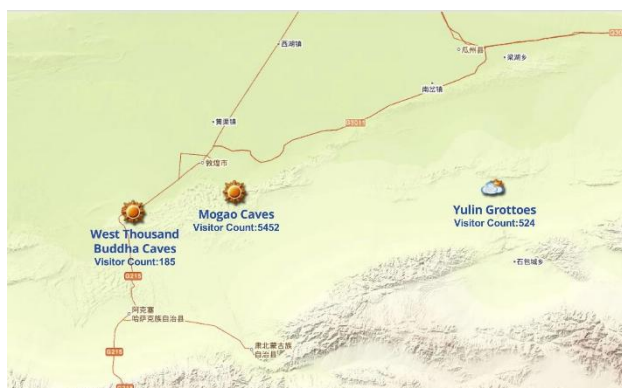 西湖镇
瓜州县
梁湖乡
南岔镇
黄渠镇
G3011
敦煌市
Mogao Caves
Visitor Count:5452
Yulin Grottoes
Visitor Count:524
West Thousand
Buddha Caves
Visitor Count:185
G215
石包城乡
阿克塞
哈萨克族自治县
肃北蒙古族
自治县
G215
G215